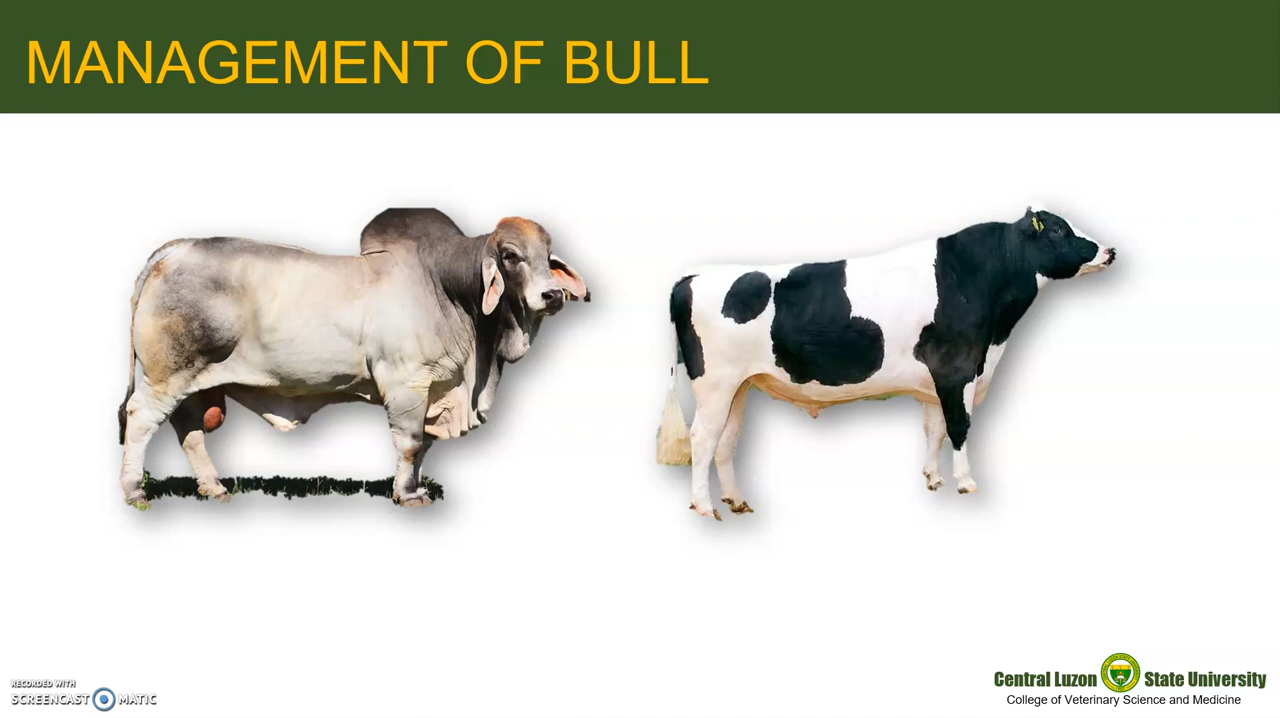 MANAGEMENT OF BULL
RECORDED WITH
SCREENCAST MATIC
Central Luzon State University
College of Veterinary Science and Medicine